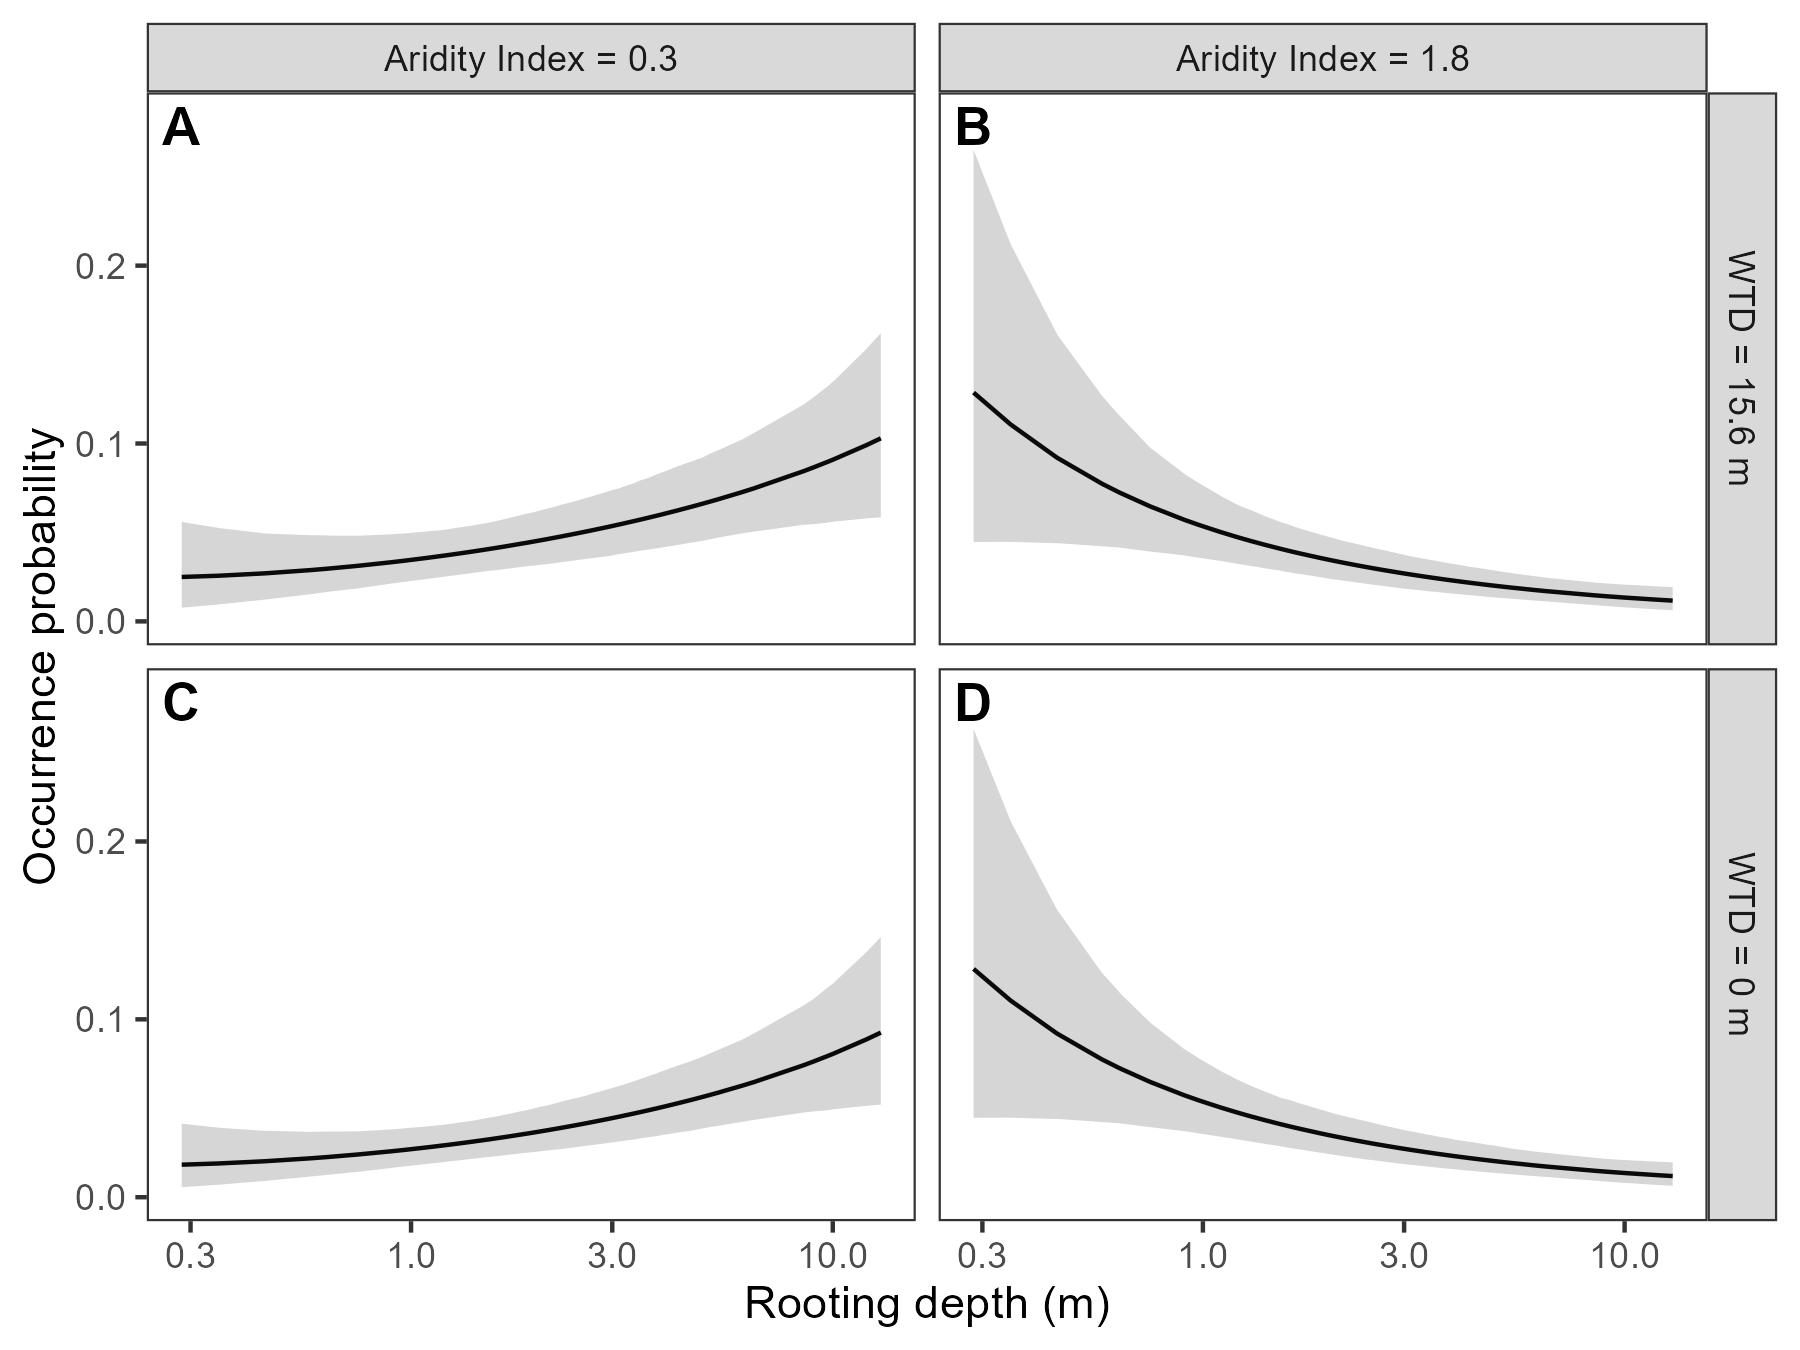 Aridity Index = 0.3
Aridity Index = 1.8
A
B
0.2
0.1
0.0
WTD = 15.6 m
Occurrence probability
C
D
0.2
0.1
0.0
WTD = 0 m
0.3 1.0 3.0 10.0
0.3 1.0 3.0 10.0
Rooting depth (m)